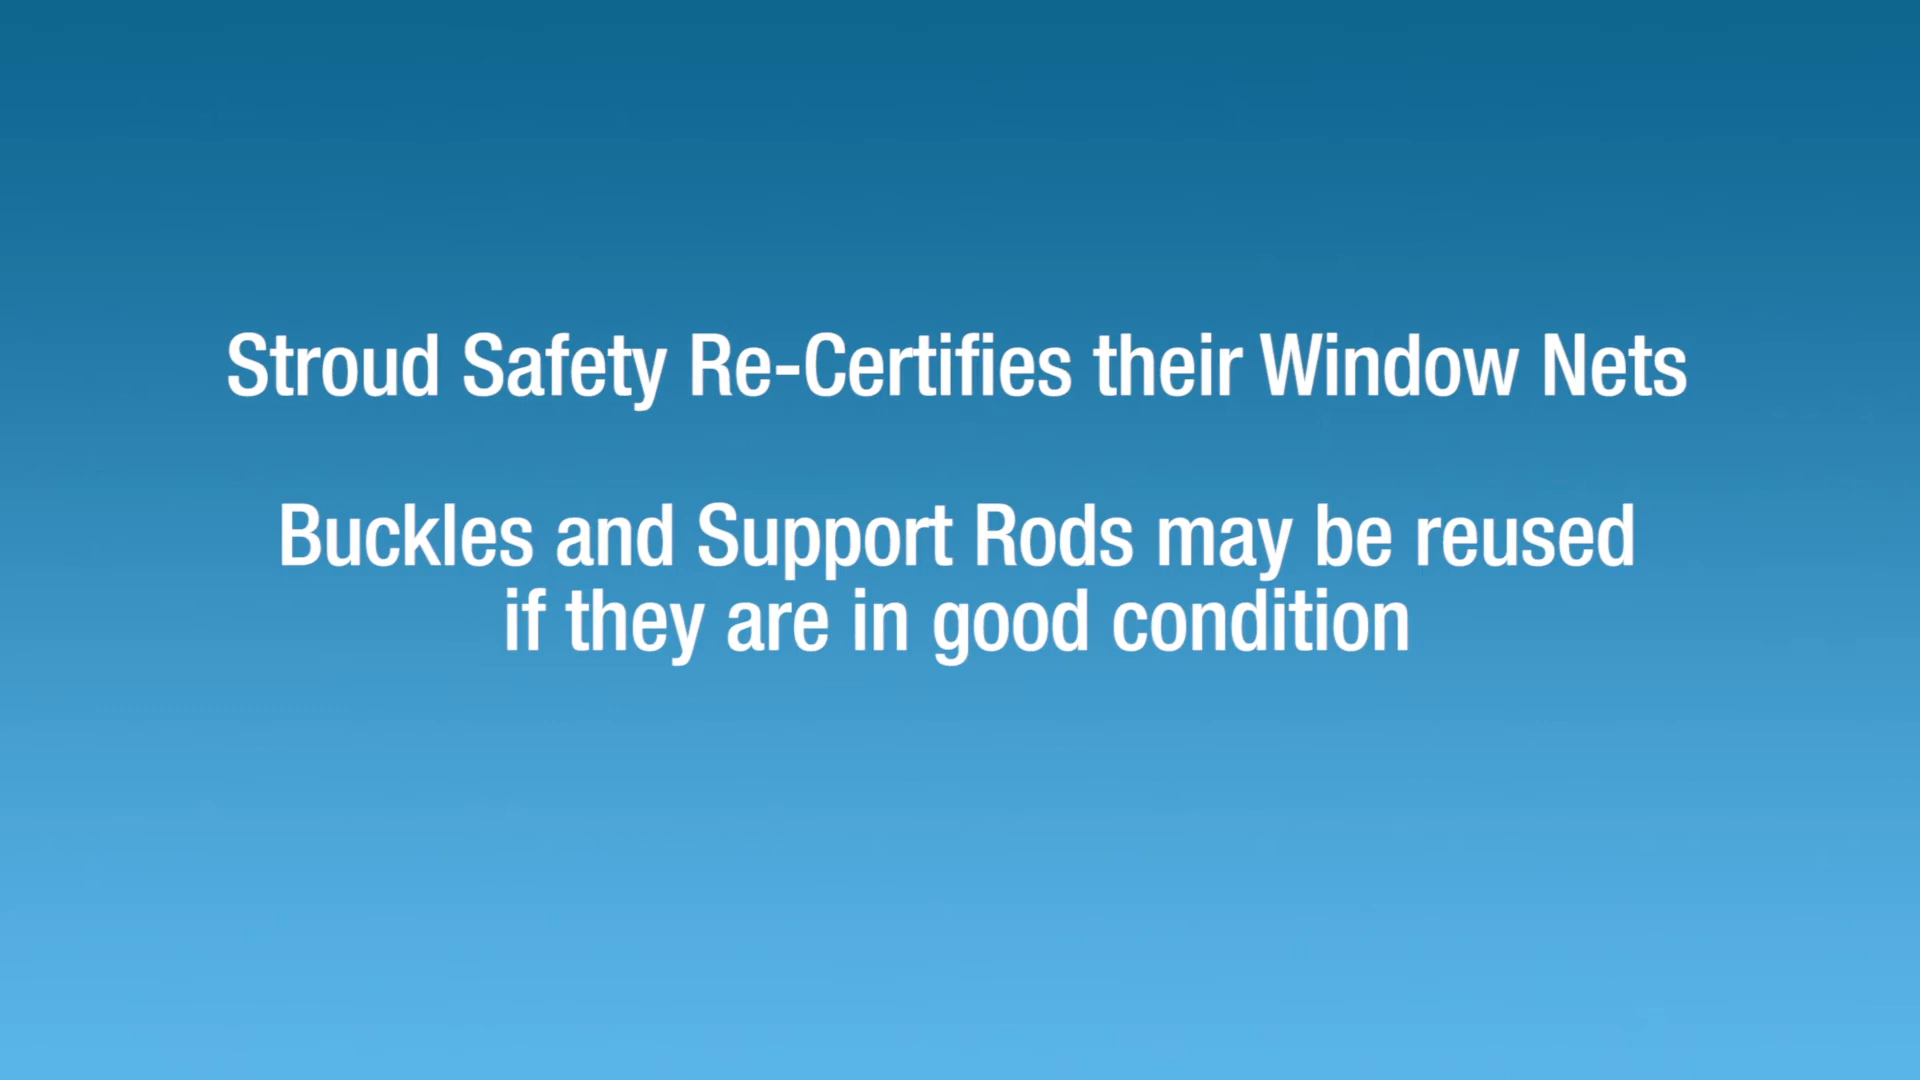 Stroud Safety Re-Certifies their Window Nets
Buckles and Support Rods may be reused
if they are in good condition